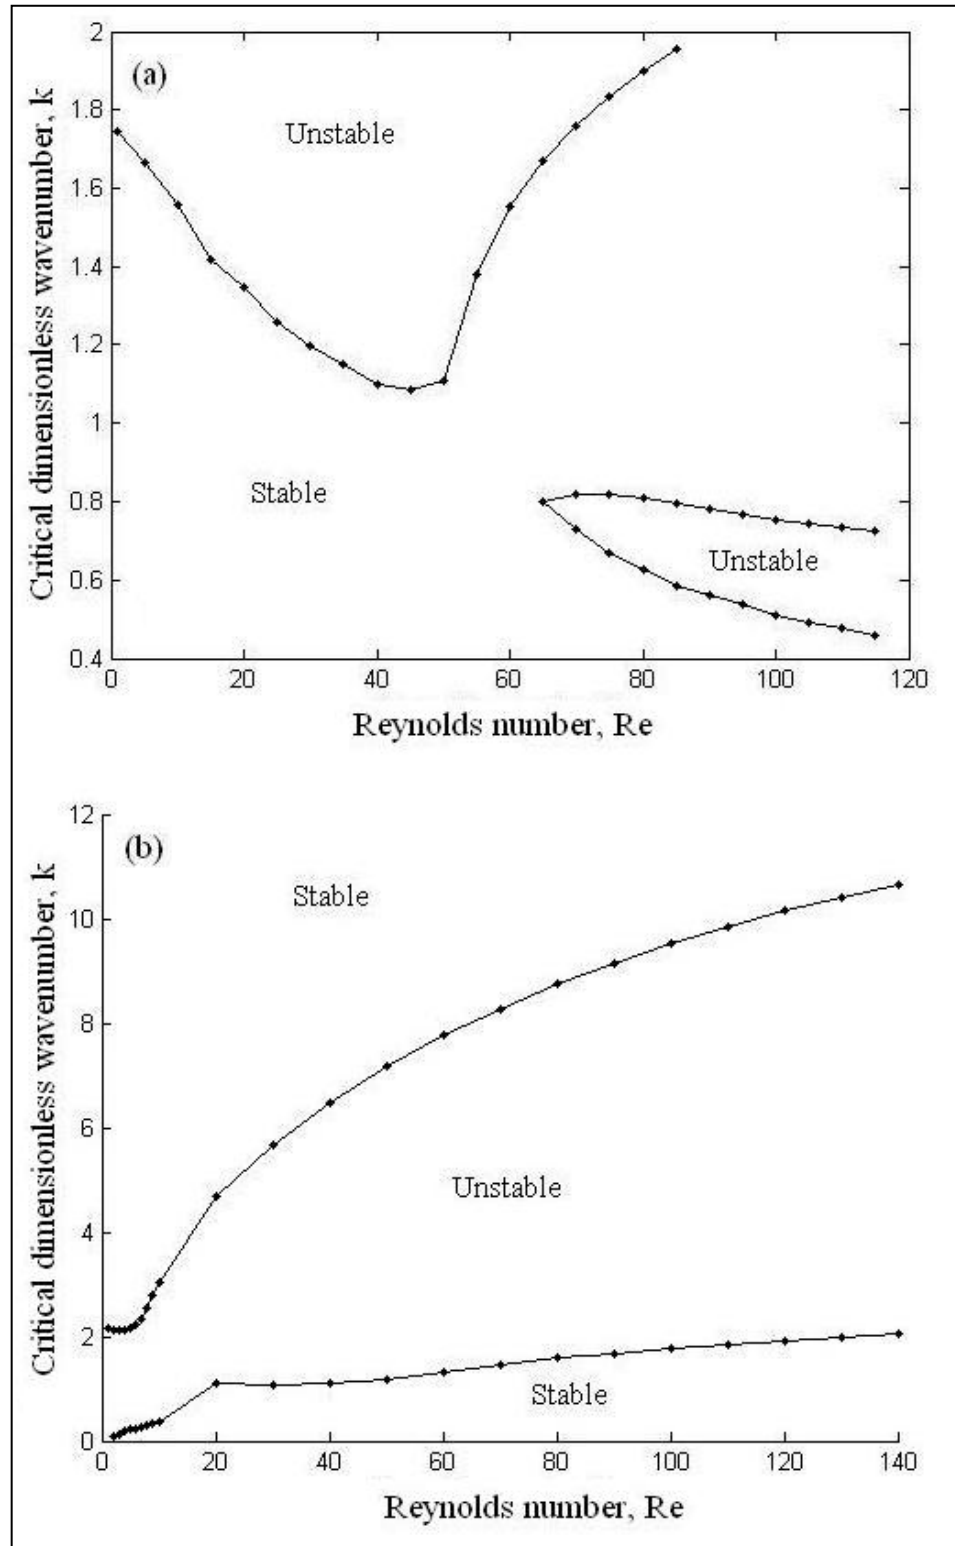 (a)
Critical dimensionless wavenumber, k
2
1.8
1.6
1.4
1.2
1
0.8
0.6
0.4
Unstable
Stable
Unstable
0 20 40 60 80 100 120
Reynolds number, Re
(b)
Critical dimensionless wavenumber, k
12
10
8
6
4
2
0
Stable
Unstable
Stable
0 20 40 60 80 100 120 140
Reynolds number, Re